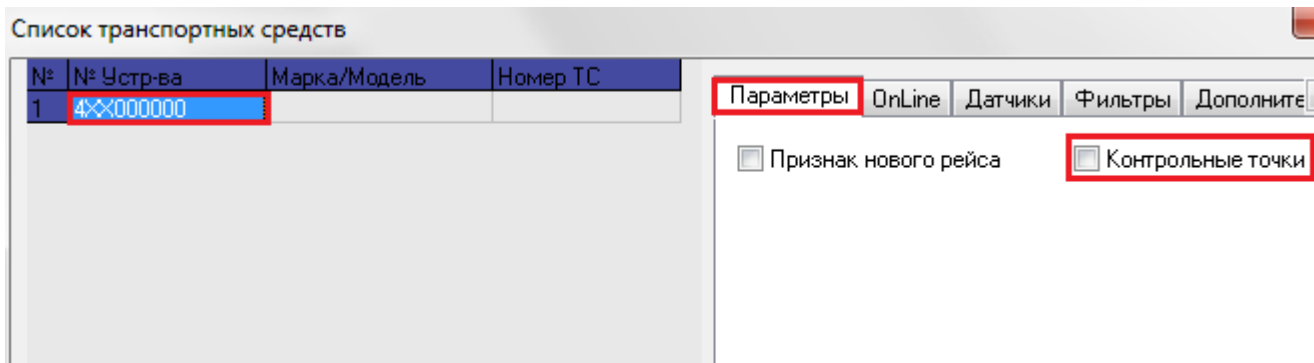 Список транспортных средств
№ № Устр-ва Марка/Модель Номер ТС
1 4XX000000
Параметры OnLine Датчики Фильтры Дополните
Признак нового рейса Контрольные точки